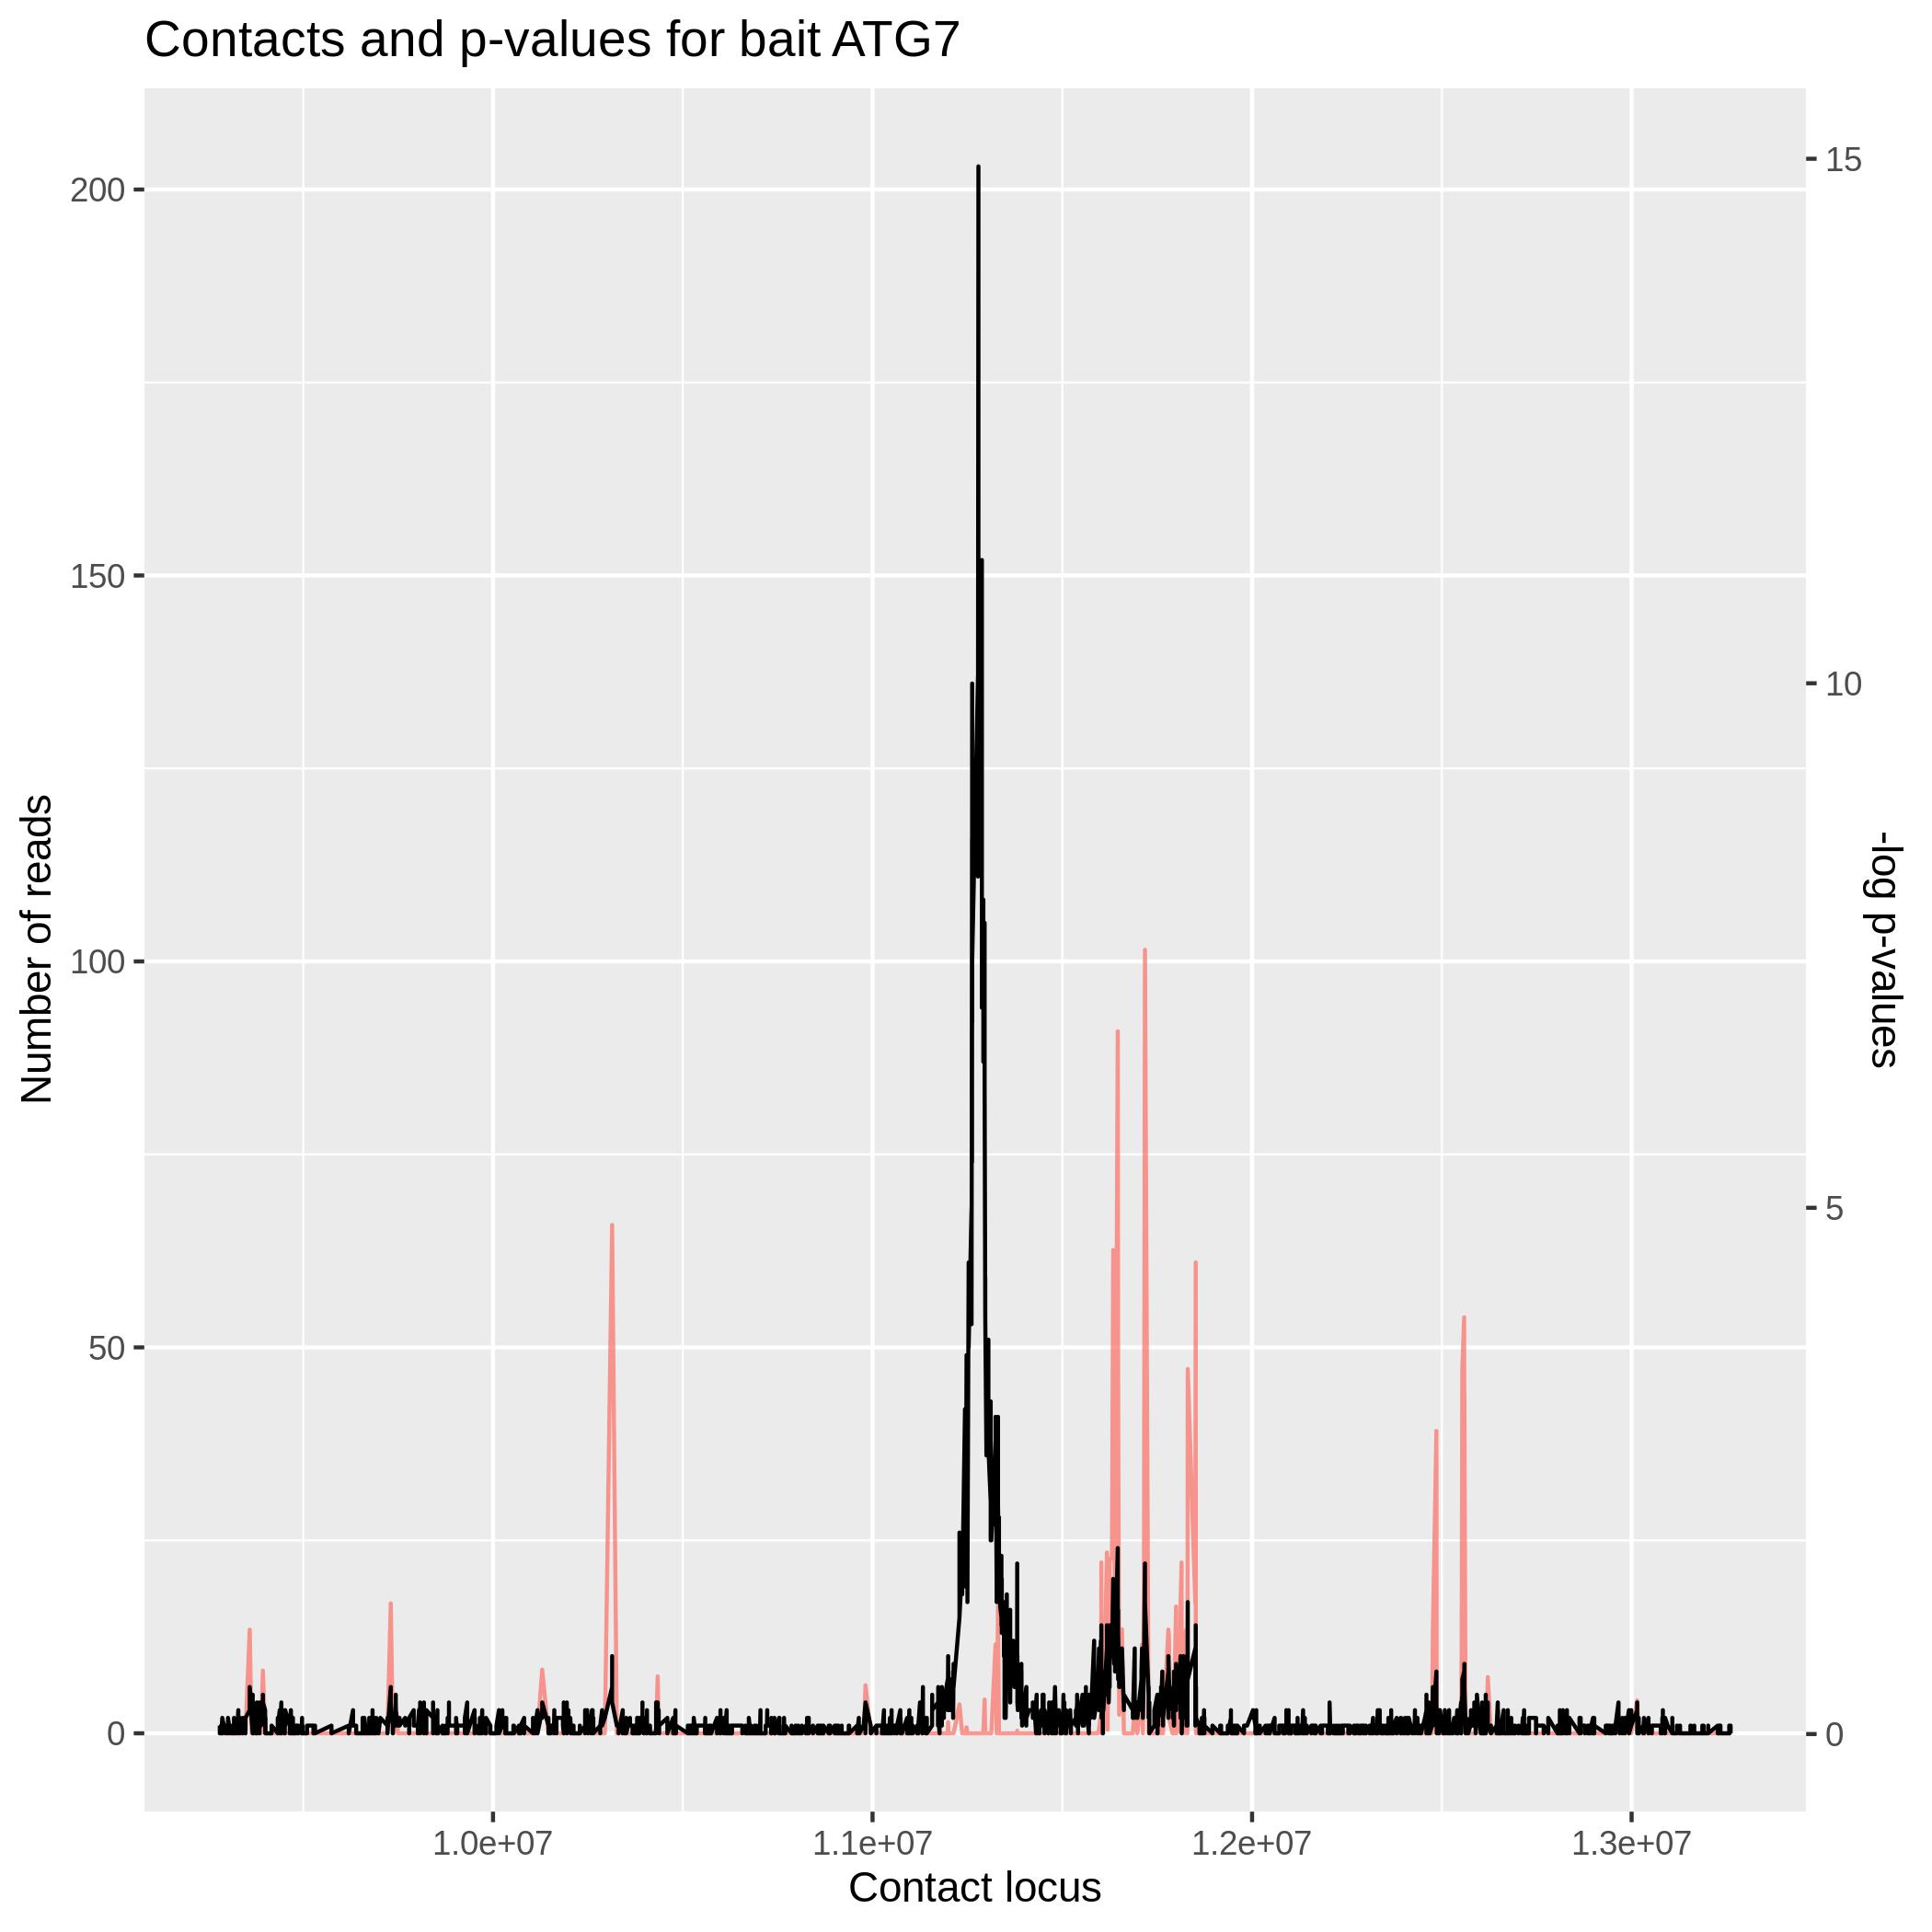 Contacts and p-values for bait ATG7
Number of reads
200
150
100
50
0
15
10
5
0
-log p-values
1.0e+07
1.1e+07
1.2e+07
1.3e+07
Contact locus